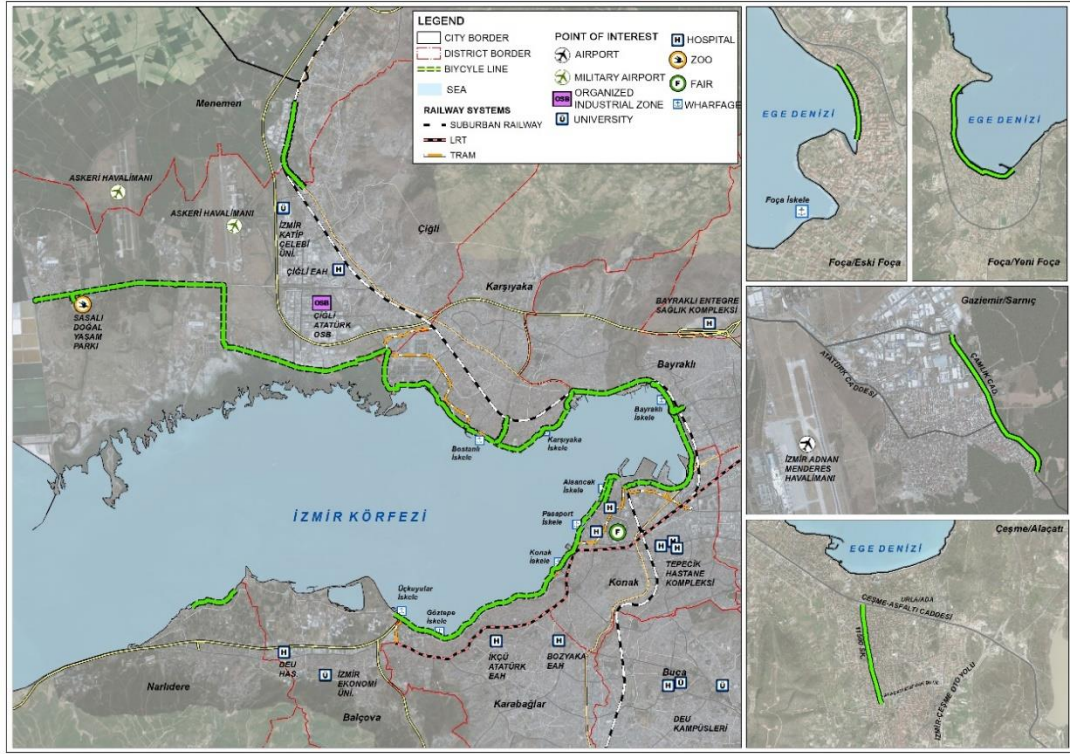 LEGEND
CITY BORDER
DISTRICT BORDER
BIYCYLE LINE
SEA
RAILWAY SYSTEMS
SUBURBAN RAILWAY
LRT
TRAM
POINT OF INTEREST
AIRPORT
MILITARY AIRPORT
OSB
ORGANIZED
INDUSTRIAL ZONE
Ü UNIVERSITY
H HOSPITAL
ZOO
F FAIR
WHARFAGE
Menemen
ASKERİ HAVALİMANI
ASKERİ HAVALİMANI
Ü
İZMİR
KATİP
ÇELEBİ
ÜNİ.
Çiğli
ÇİĞLİ EAH
H
OSB
ÇİĞLİ
ATATÜRK
OSB
SASALI
DOĞAL
YAŞAM
PARKI
Karşıyaka
BAYRAKLI ENTEGRE
SAĞLIK KOMPLEKSİ
H
Bayraklı
Bayraklı
İskele
Bostanlı
İskele
Karşıyaka
İskele
Alsancak
İskele
H
Pasaport
İskele
H
F
İZMİR KÖRFEZİ
Konak
İskele
H
TEPECİK
HASTANE
KOMPLEKSİ
Konak
Üçkuyular
İskele
Göztepe
İskele
H
DEU
HAS.
Ü
İZMİR
EKONOMİ
ÜNİ.
H
İKÇÜ
ATATÜRK
EAH
H
BOZYAKA
EAH
Buca
H Ü Ü
DEU
KAMPÜSLERİ
Narlıdere
Balçova
Karabağlar
EGE DENİZİ
Foça İskele
Foça/Eski Foça
EGE DENİZİ
Foça/Yeni Foça
Gaziemir/Sarnıç
ATATÜRK CADDESİ
ÇAMLIK CAD.
İZMİR ADNAN
MENDERES
HAVALİMANI
Çeşme/Alaçatı
EGE DENİZİ
URLA/ADA
ÇEŞME-ASFALTI CADDESİ
İZMİR-ÇEŞME OTO YOLU